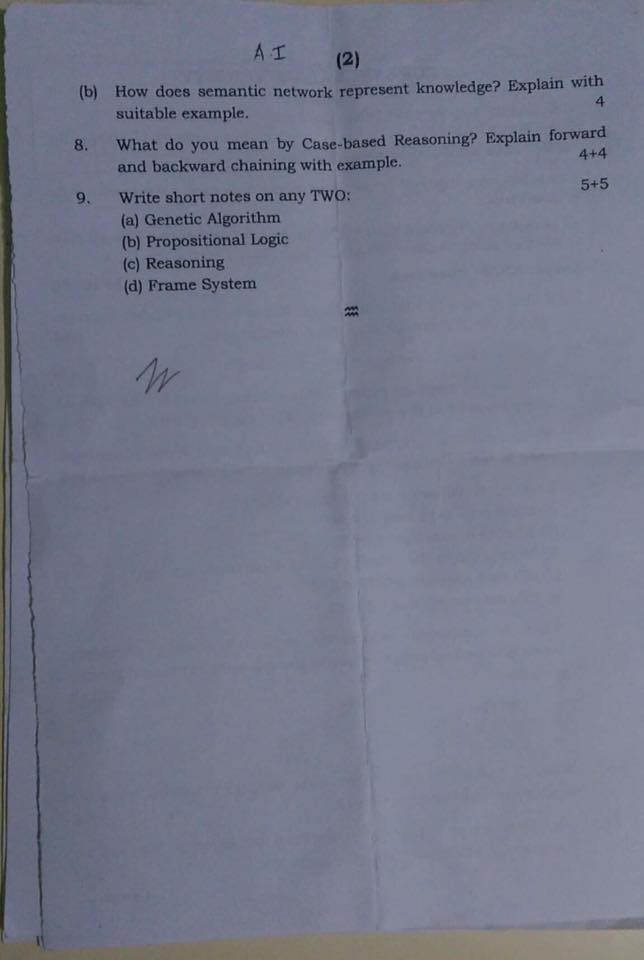 AI (2)
(b) How does semantic network represent knowledge? Explain with
suitable example. 4
8. What do you mean by Case-based Reasoning? Explain forward
and backward chaining with example. 4+4
9. Write short notes on any TWO: 5+5
(a) Genetic Algorithm
(b) Propositional Logic
(c) Reasoning
(d) Frame System